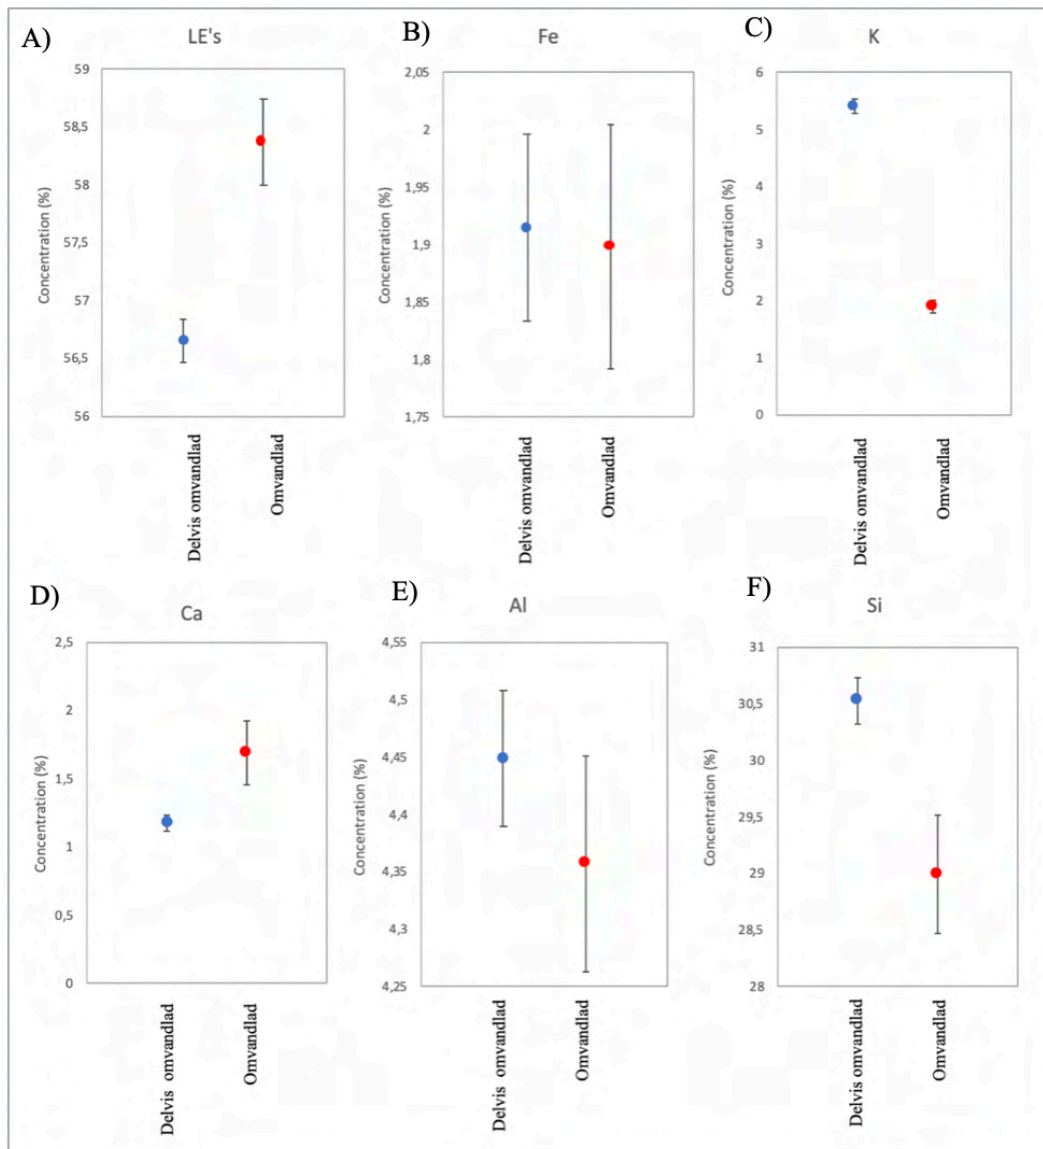 A)
LE's
Concentration (%)
59
58,5
58
57,5
57
56,5
56
Delvis omvandlad
Omvandlad
B)
Fe
Concentration (%)
2,05
2
1,95
1,9
1,85
1,8
1,75
Delvis omvandlad
Omvandlad
C)
K
Concentration (%)
6
5
4
3
2
1
0
Delvis omvandlad
Omvandlad
D)
Ca
Concentration (%)
2,5
2
1,5
1
0,5
0
Delvis omvandlad
Omvandlad
E)
Al
Concentration (%)
4,55
4,5
4,45
4,4
4,35
4,3
4,25
Delvis omvandlad
Omvandlad
F)
Si
Concentration (%)
31
30,5
30
29,5
29
28,5
28
Delvis omvandlad
Omvandlad